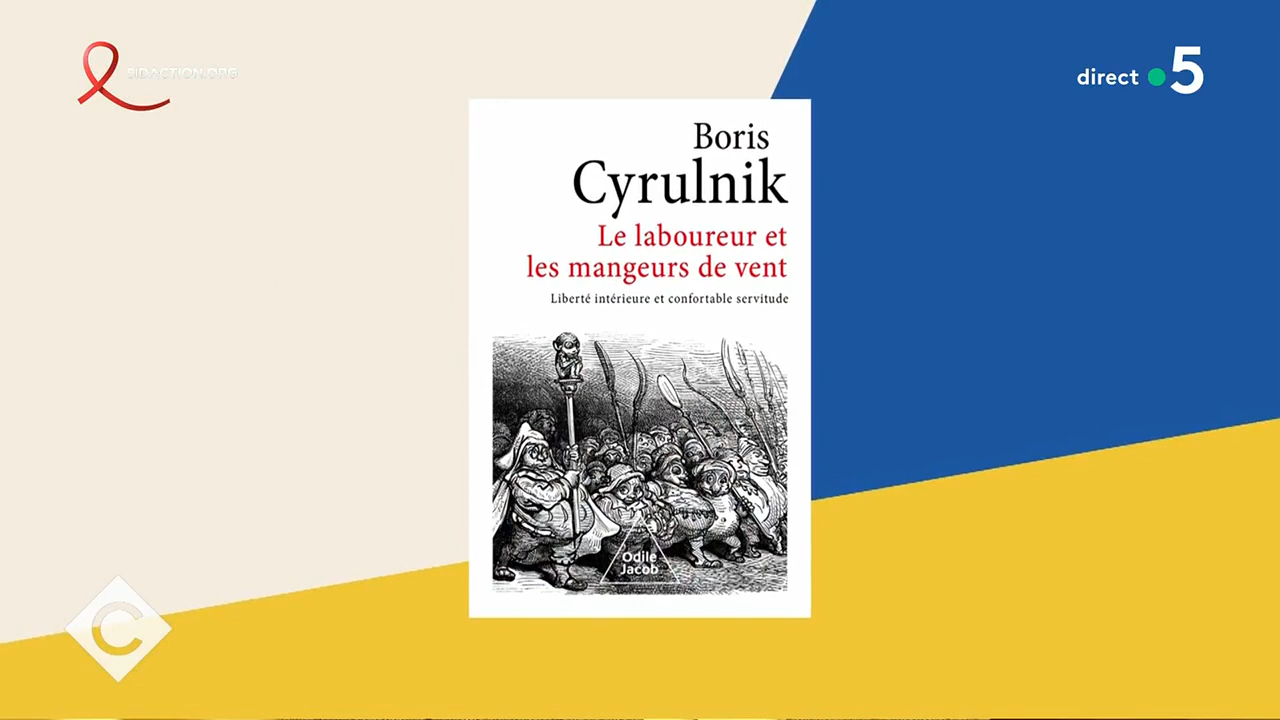 SIDACTION.ORG
direct 5
Boris
Cyrulnik
Le laboureur et
les mangeurs de vent
Liberté intérieure et confortable servitude
Odile
Jacob
C